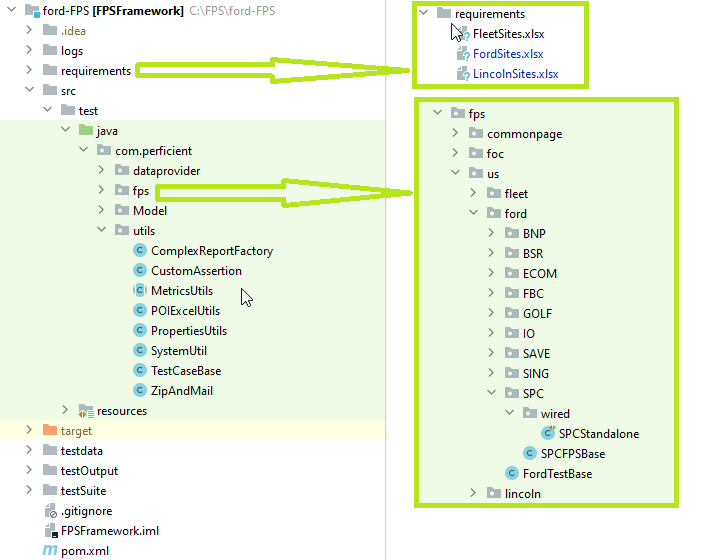 ford-FPS [FPSFramework] C:\FPS\ford-FPS
.idea
logs
requirements
src
test
java
com.perficient
dataprovider
fps
Model
utils
ComplexReportFactory
CustomAssertion
MetricsUtils
POIExcelUtils
PropertiesUtils
SystemUtil
TestCaseBase
ZipAndMail
resources
target
testdata
testOutput
testSuite
.gitignore
FPSFramework.iml
pom.xml
requirements
FleetSites.xlsx
FordSites.xlsx
LincolnSites.xlsx
fps
commonpage
foc
us
fleet
ford
BNP
BSR
ECOM
FBC
GOLF
IO
SAVE
SING
SPC
wired
SPCStandalone
SPCFPSBase
FordTestBase
lincoln